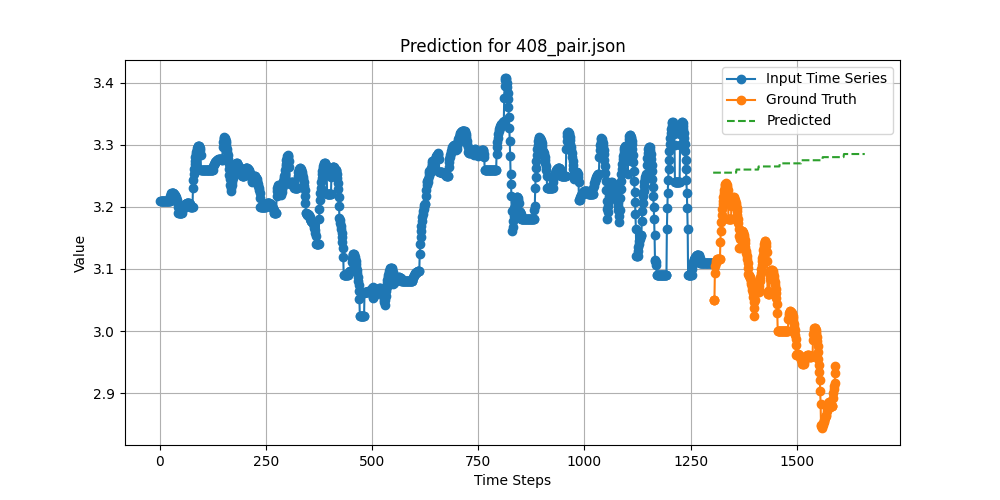 Prediction for 408_pair.json
Input Time Series
Ground Truth
Predicted
3.4
3.3
3.2
3.1
3.0
2.9
Value
0
250
500
750
1000
1250
1500
Time Steps